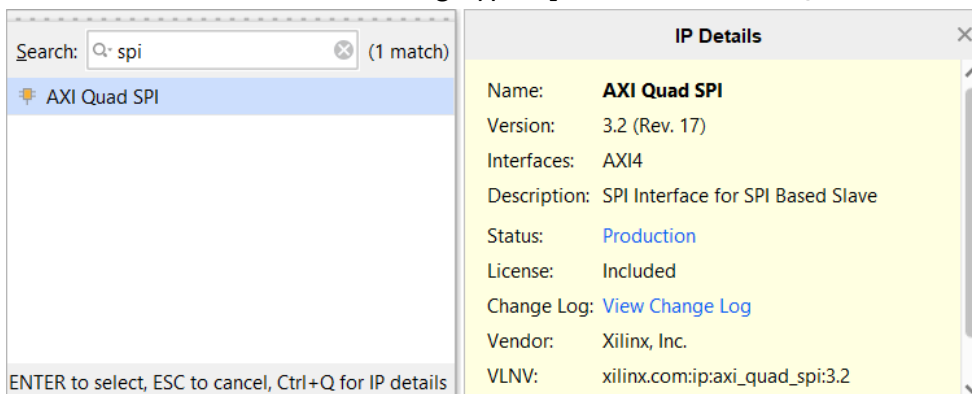 Search: spi (1 match)
AXI Quad SPI
ENTER to select, ESC to cancel, Ctrl+Q for IP details
IP Details
Name: AXI Quad SPI
Version: 3.2 (Rev. 17)
Interfaces: AXI4
Description: SPI Interface for SPI Based Slave
Status: Production
License: Included
Change Log: View Change Log
Vendor: Xilinx, Inc.
VLNV: xilinx.com:ip:axi_quad_spi:3.2